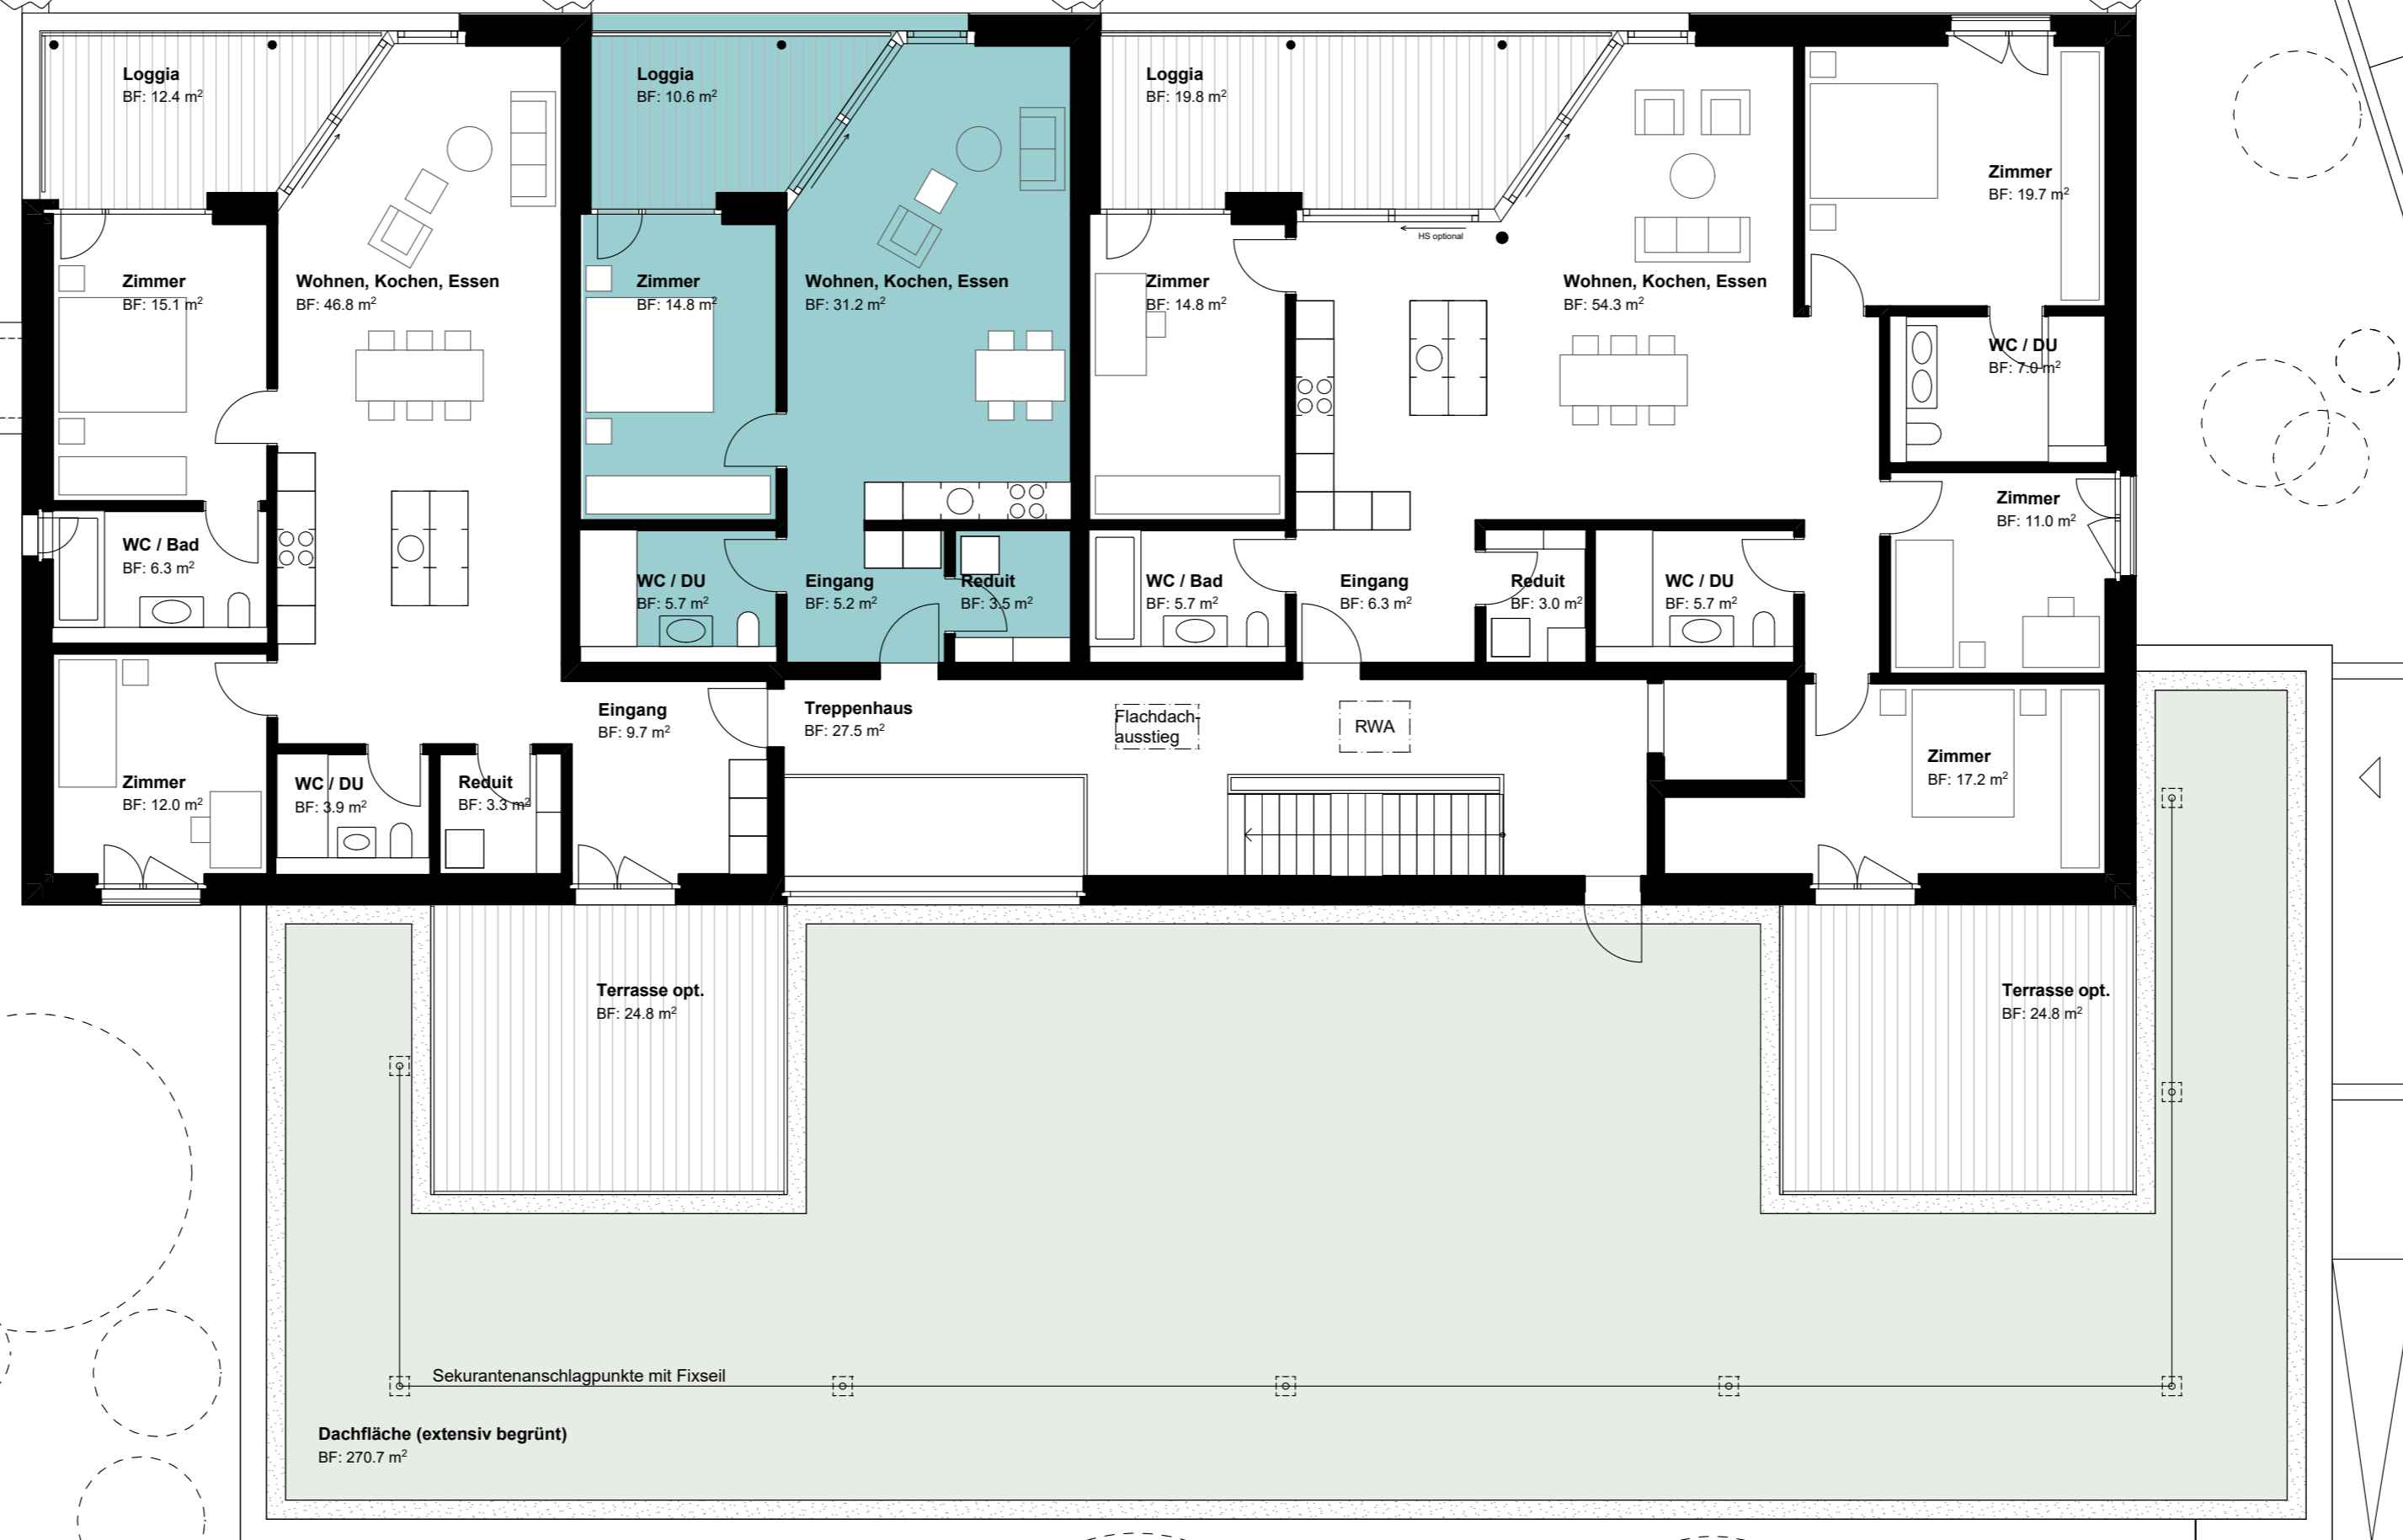 Loggia
BF: 12.4 m²
Loggia
BF: 10.6 m²
Loggia
BF: 19.8 m²
Zimmer
BF: 19.7 m²
HS optional
Zimmer
BF: 15.1 m²
Wohnen, Kochen, Essen
BF: 46.8 m²
Zimmer
BF: 14.8 m²
Wohnen, Kochen, Essen
BF: 31.2 m²
Zimmer
BF: 14.8 m²
Wohnen, Kochen, Essen
BF: 54.3 m²
WC / DU
BF: 7.0 m²
Zimmer
BF: 11.0 m²
WC / Bad
BF: 6.3 m²
WC / DU
BF: 5.7 m²
Eingang
BF: 5.2 m²
Reduit
BF: 3.5 m²
WC / Bad
BF: 5.7 m²
Eingang
BF: 6.3 m²
Reduit
BF: 3.0 m²
WC / DU
BF: 5.7 m²
Eingang
BF: 9.7 m²
Treppenhaus
BF: 27.5 m²
Flachdach-
ausstieg
RWA
Zimmer
BF: 17.2 m²
Zimmer
BF: 12.0 m²
WC / DU
BF: 3.9 m²
Reduit
BF: 3.3 m²
Terrasse opt.
BF: 24.8 m²
Terrasse opt.
BF: 24.8 m²
Sekurantenanschlagpunkte mit Fixseil
Dachfläche (extensiv begrünt)
BF: 270.7 m²